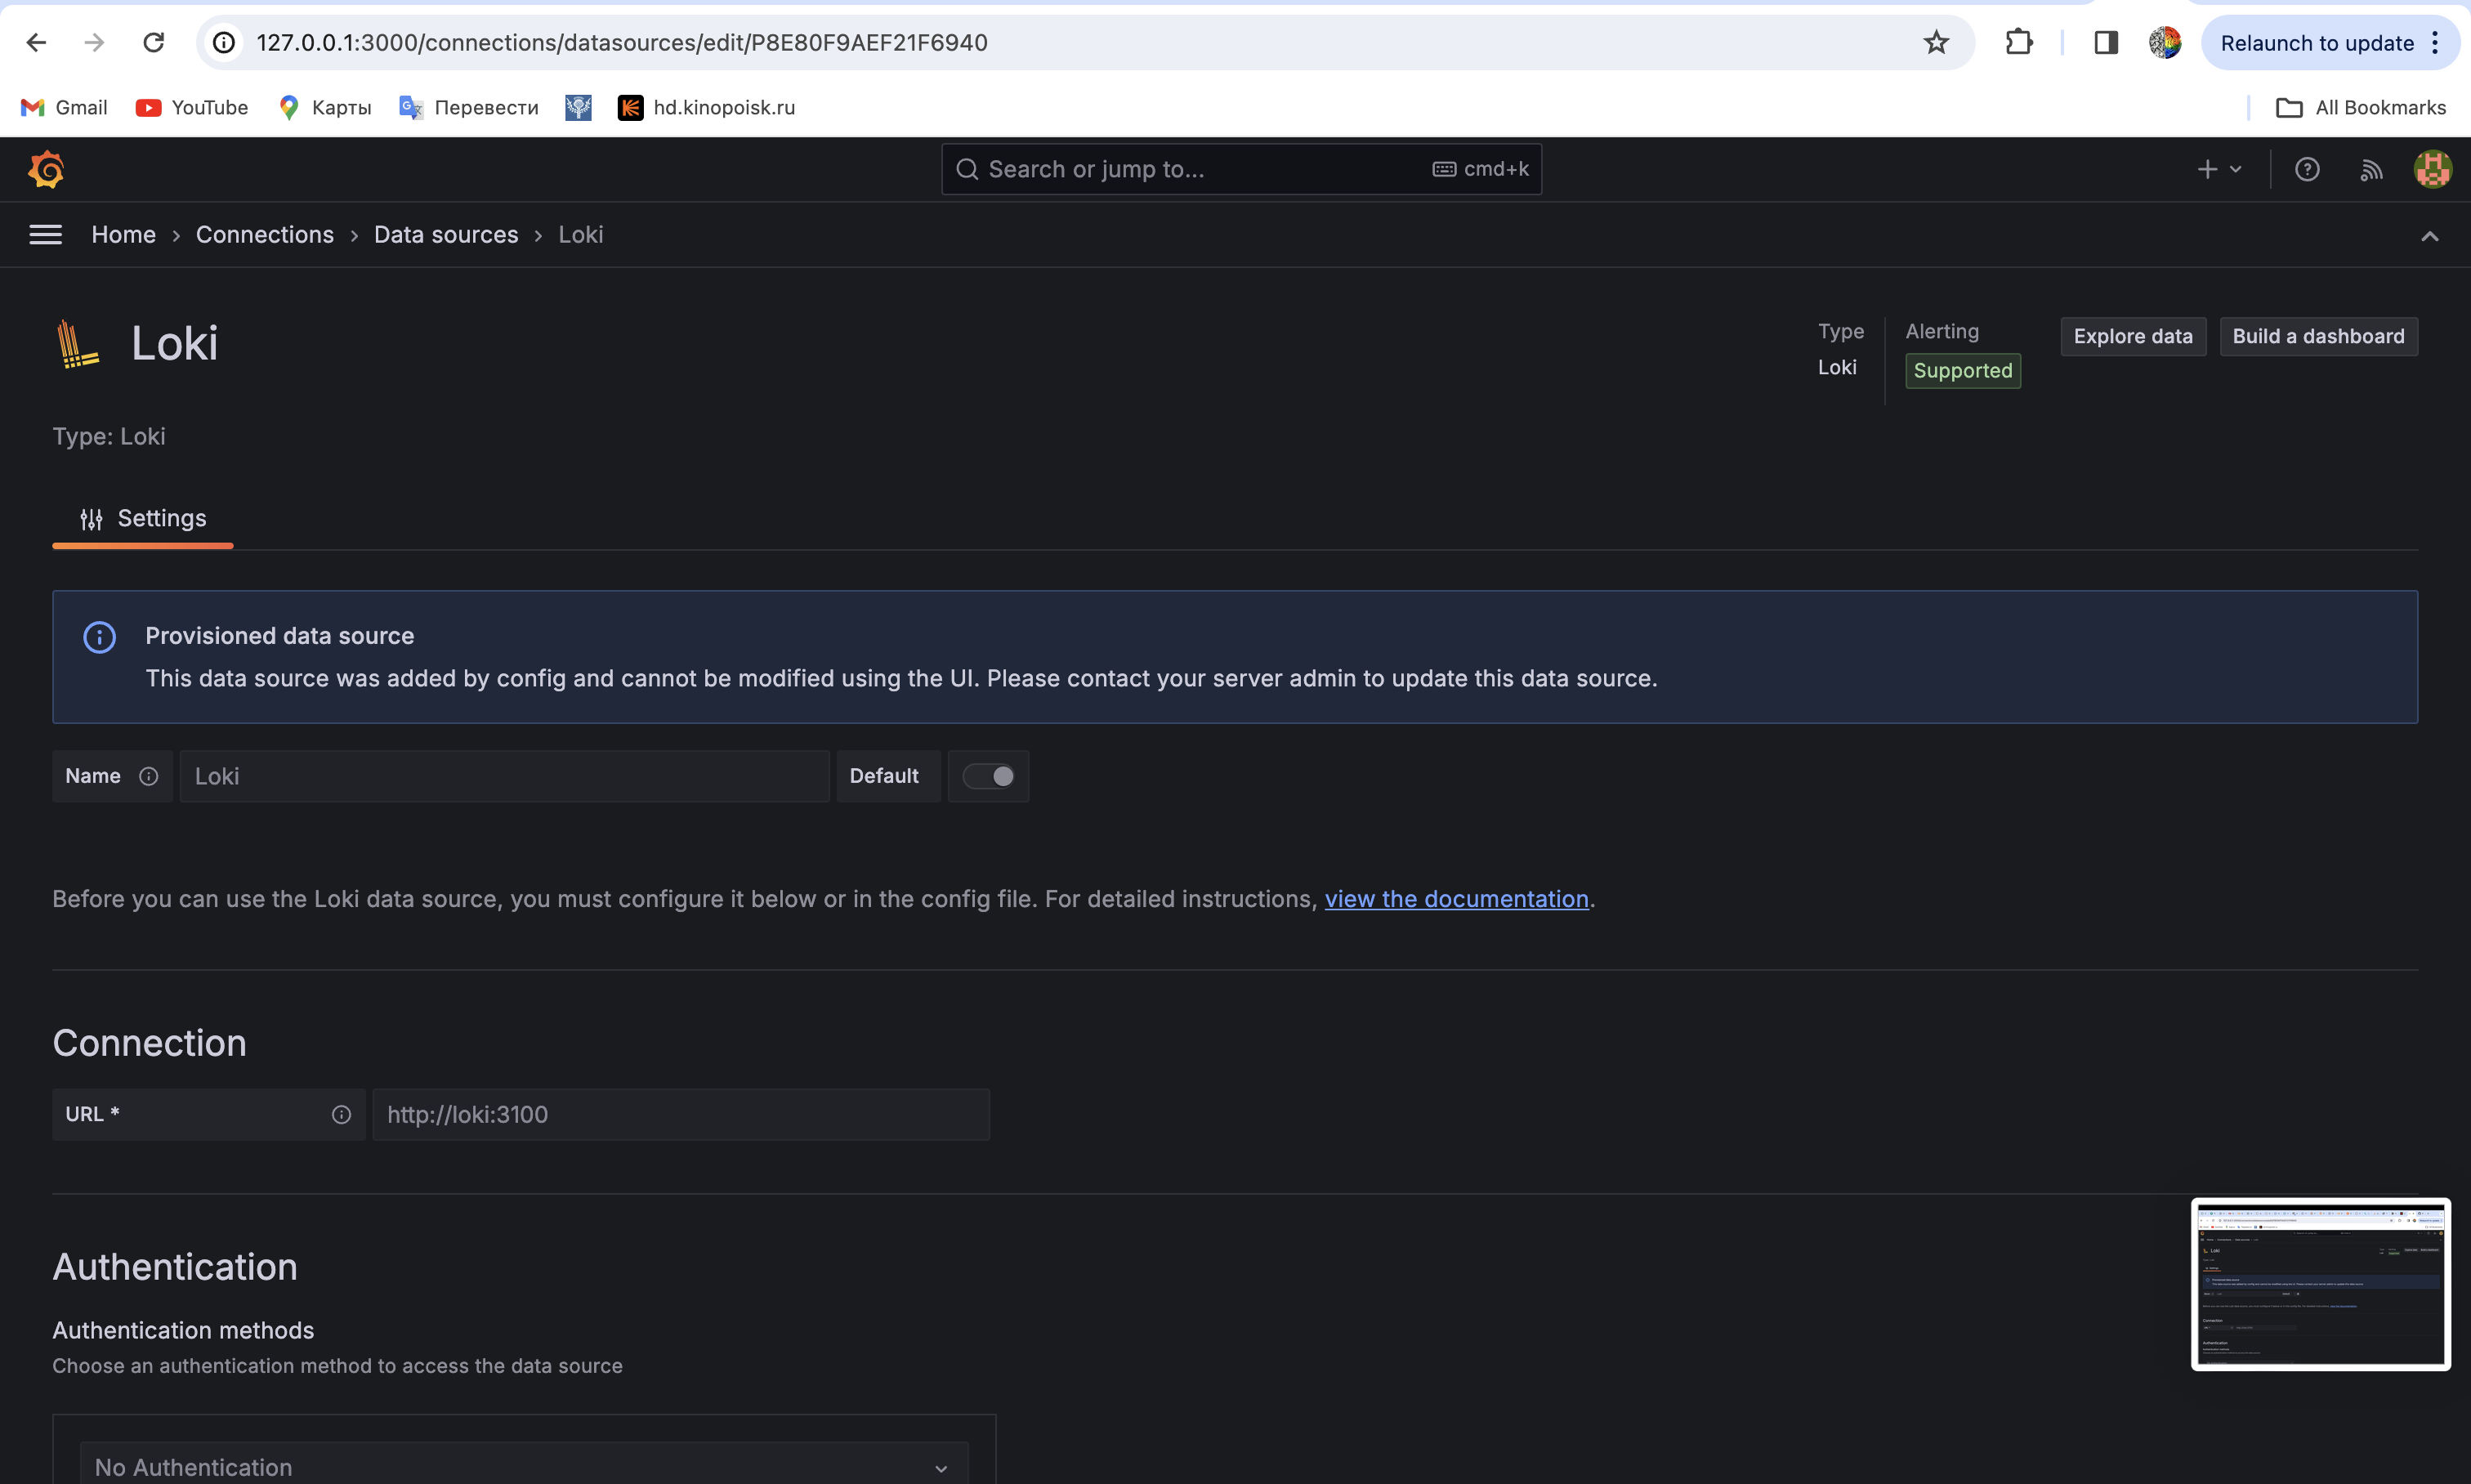 127.0.0.1:3000/connections/datasources/edit/P8E80F9AEF21F6940
Relaunch to update
Gmail
YouTube
Карты
Перевести
hd.kinopoisk.ru
All Bookmarks
Search or jump to...
cmd+k
Home › Connections › Data sources › Loki
Loki
Type
Loki
Alerting
Supported
Explore data
Build a dashboard
Type: Loki
Settings
Provisioned data source
This data source was added by config and cannot be modified using the UI. Please contact your server admin to update this data source.
Name
Loki
Default
Before you can use the Loki data source, you must configure it below or in the config file. For detailed instructions, view the documentation.
Connection
URL *
http://loki:3100
Authentication
Authentication methods
Choose an authentication method to access the data source
No Authentication